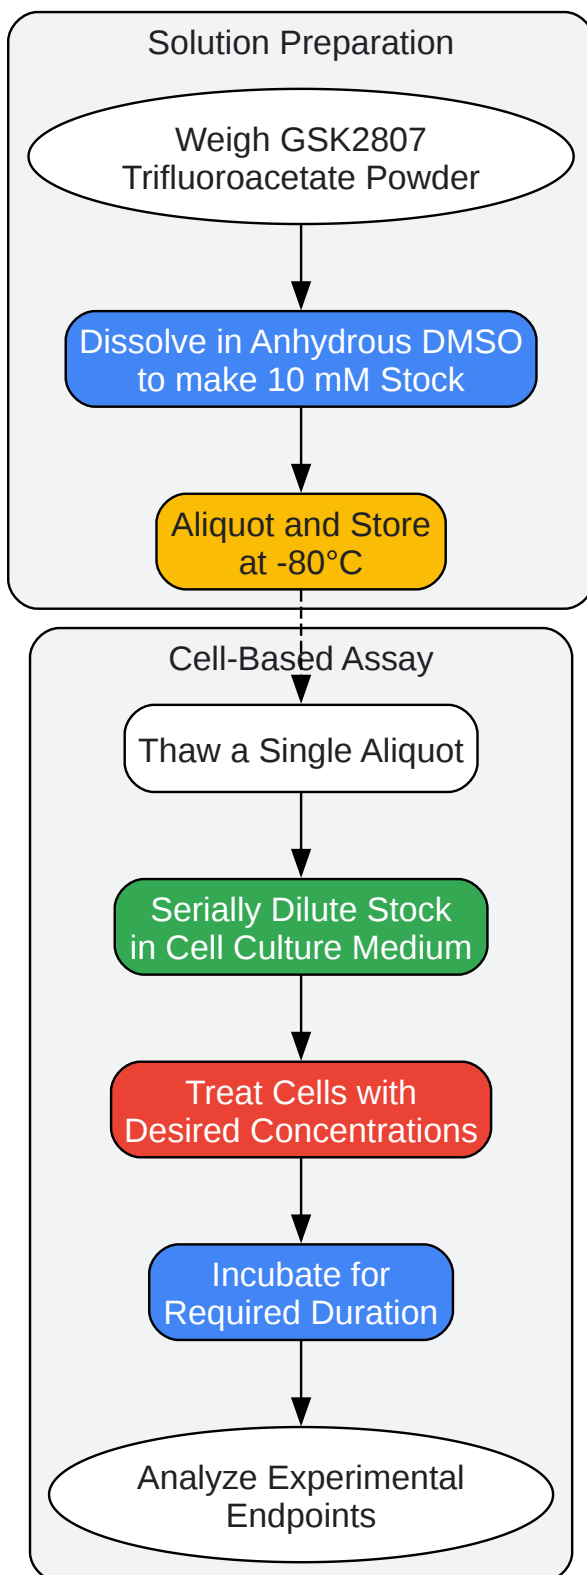 Solution Preparation
Weigh GSK2807
Trifluoroacetate Powder
Dissolve in Anhydrous DMSO
to make 10 mM Stock
Aliquot and Store
at -80°C
Cell-Based Assay
Thaw a Single Aliquot
Serially Dilute Stock
in Cell Culture Medium
Treat Cells with
Desired Concentrations
Incubate for
Required Duration
Analyze Experimental
Endpoints